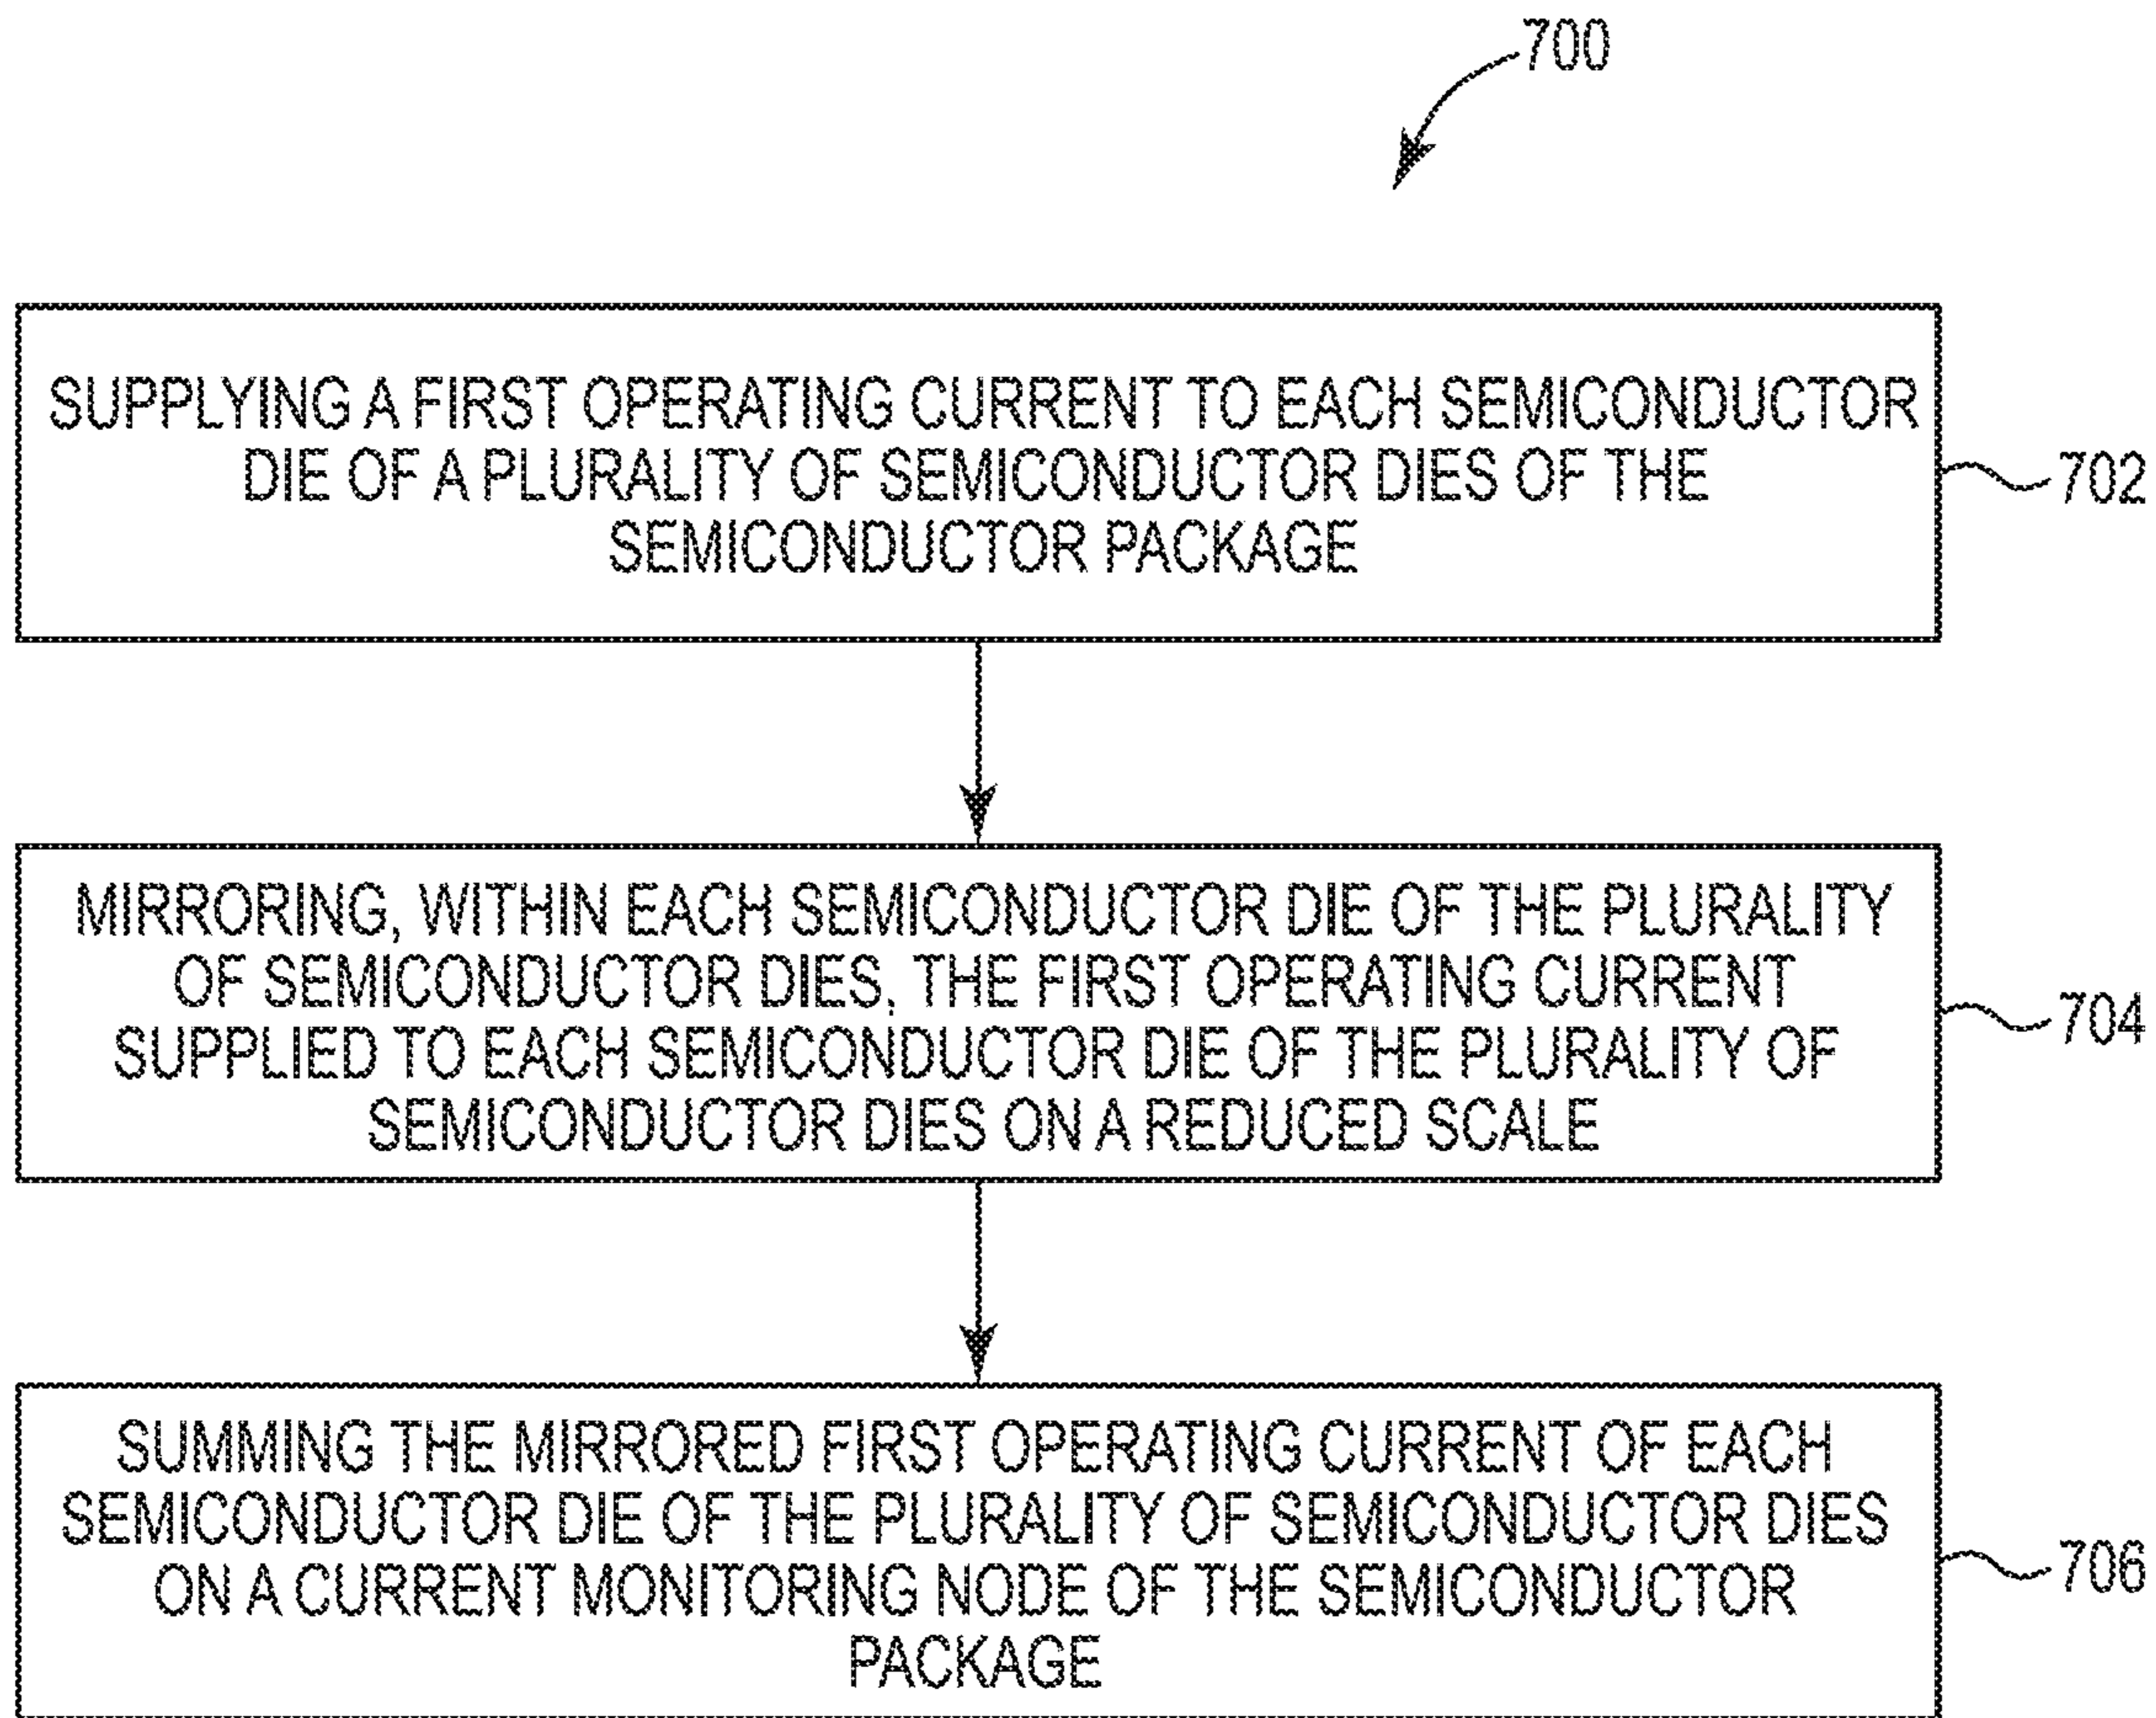 700
SUPPLYING A FIRST OPERATING CURRENT TO EACH SEMICONDUCTOR
DIE OF A PLURALITY OF SEMICONDUCTOR DIES OF THE
SEMICONDUCTOR PACKAGE
702
MIRRORING, WITHIN EACH SEMICONDUCTOR DIE OF THE PLURALITY
OF SEMICONDUCTOR DIES, THE FIRST OPERATING CURRENT
SUPPLIED TO EACH SEMICONDUCTOR DIE OF THE PLURALITY OF
SEMICONDUCTOR DIES ON A REDUCED SCALE
704
SUMMING THE MIRRORED FIRST OPERATING CURRENT OF EACH
SEMICONDUCTOR DIE OF THE PLURALITY OF SEMICONDUCTOR DIES
ON A CURRENT MONITORING NODE OF THE SEMICONDUCTOR
PACKAGE
706